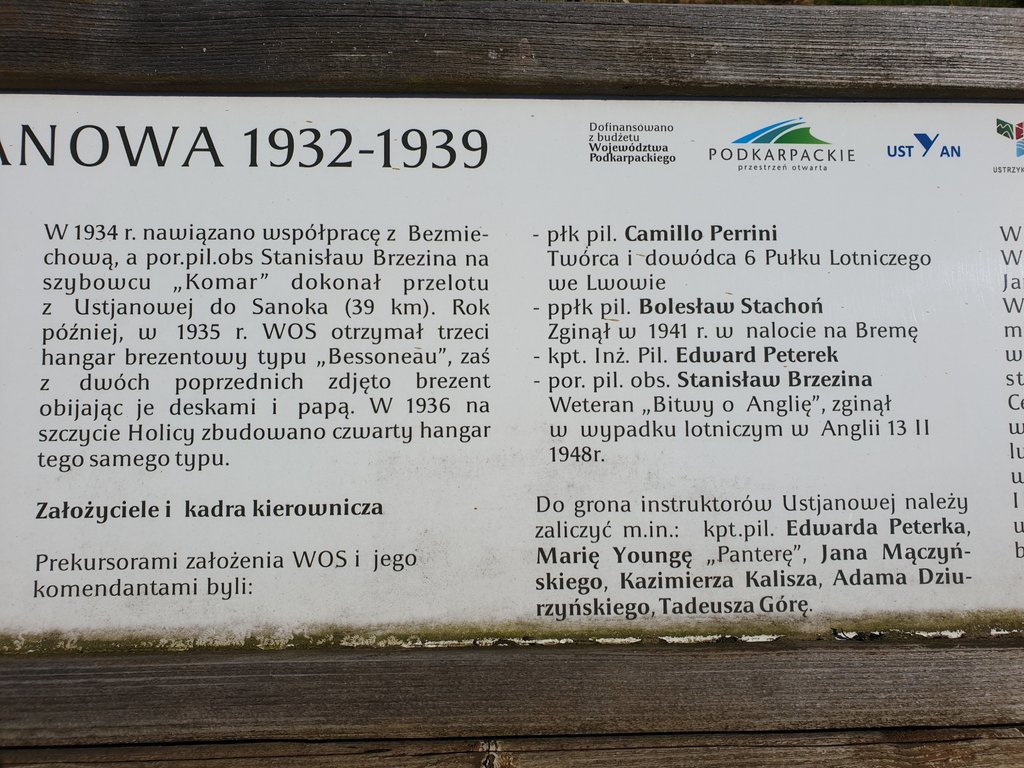 ANOWA 1932-1939
Dofinansowano
z budżetu
Województwa
Podkarpackiego
PODKARPACKIE
przestrzeń otwarta
UST YAN
W 1934 r. nawiązano współpracę z Bezmie-
chową, a por.pil.obs Stanisław Brzezina na
szybowcu „Komar” dokonał przelotu
z Ustjanowej do Sanoka (39 km). Rok
później, w 1935 r. WOS otrzymał trzeci
hangar brezentowy typu „Bessoneau”, zaś
z dwóch poprzednich zdjęto brezent
obijając je deskami i papą. W 1936 na
szczycie Holicy zbudowano czwarty hangar
tego samego typu.
Założyciele i kadra kierownicza
Prekursorami założenia WOS i jego
komendantami byli:
- płk pil. Camillo Perrini
Twórca i dowódca 6 Pułku Lotniczego
we Lwowie
- ppłk pil. Bolesław Stachoń
Zginął w 1941 r. w nalocie na Bremę
- kpt. Inż. Pil. Edward Peterek
- por. pil. obs. Stanisław Brzezina
Weteran „Bitwy o Anglię”, zginął
w wypadku lotniczym w Anglii 13 II
1948r.
Do grona instruktorów Ustjanowej należy
zaliczyć m.in.: kpt.pil. Edwarda Peterka,
Marię Youngę „Panterę”, Jana Mączyń-
skiego, Kazimierza Kalisza, Adama Dziu-
rzyńskiego, Tadeusza Górę.